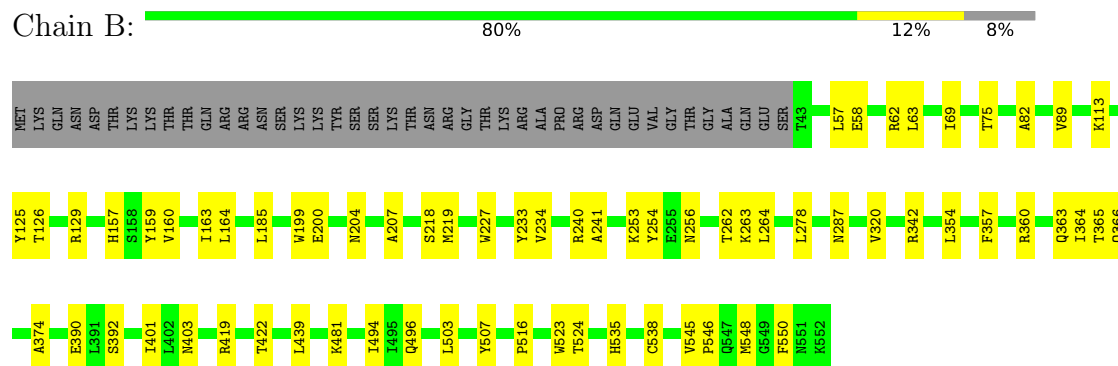 Chain B:
80% 12% 8%
MET LYS GLN ASN ASP THR LYS LYS THR THR GLN ARG ARG ASN SER LYS LYS TYR SER SER LYS THR ASN ARG GLY THR LYS ARG ALA PRO ARG ASP GLN GLU VAL GLY THR GLY ALA GLN GLU SER T43 L57 E58 R62 L63 I69 T75 A82 V89 K113
Y125 T126 R129 H157 S158 Y159 V160 I163 L164 L185 W199 E200 N204 A207 S218 M219 W227 Y233 V234 R240 A241 K253 Y254 E255 N256 T262 K263 L264 L278 N287 V320 R342 L354 F357 R360 Q363 I364 T365 Q366
A374 E390 L391 S392 I401 L402 N403 R419 T422 L439 K481 I494 I495 Q496 L503 Y507 P516 W523 T524 H535 C538 V545 P546 Q547 M548 G549 F550 N551 K552